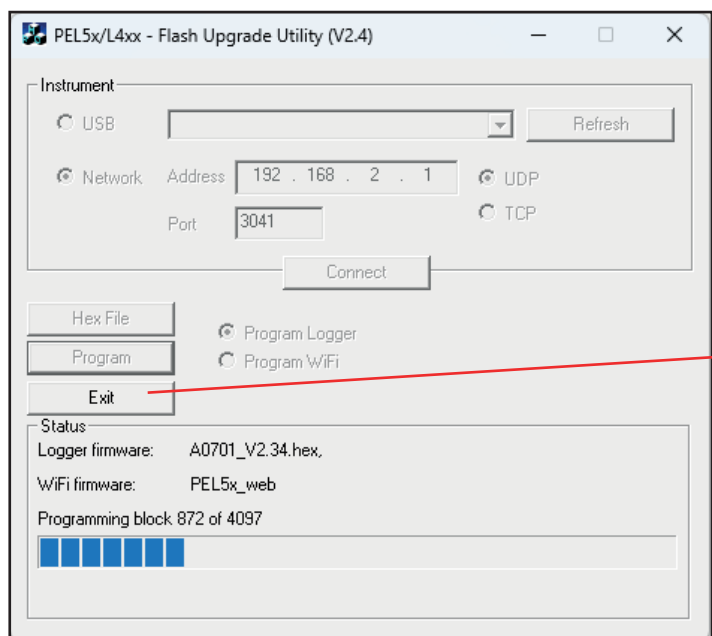 PEL5x/L4xx - Flash Upgrade Utility (V2.4)
Instrument
USB
Refresh
Network Address 192 . 168 . 2 . 1 UDP
Port 3041 TCP
Connect
Hex File
Program Logger
Program
Program WiFi
Exit
Status
Logger firmware: A0701_V2.34.hex,
WiFi firmware: PEL5x_web
Programming block 872 of 4097